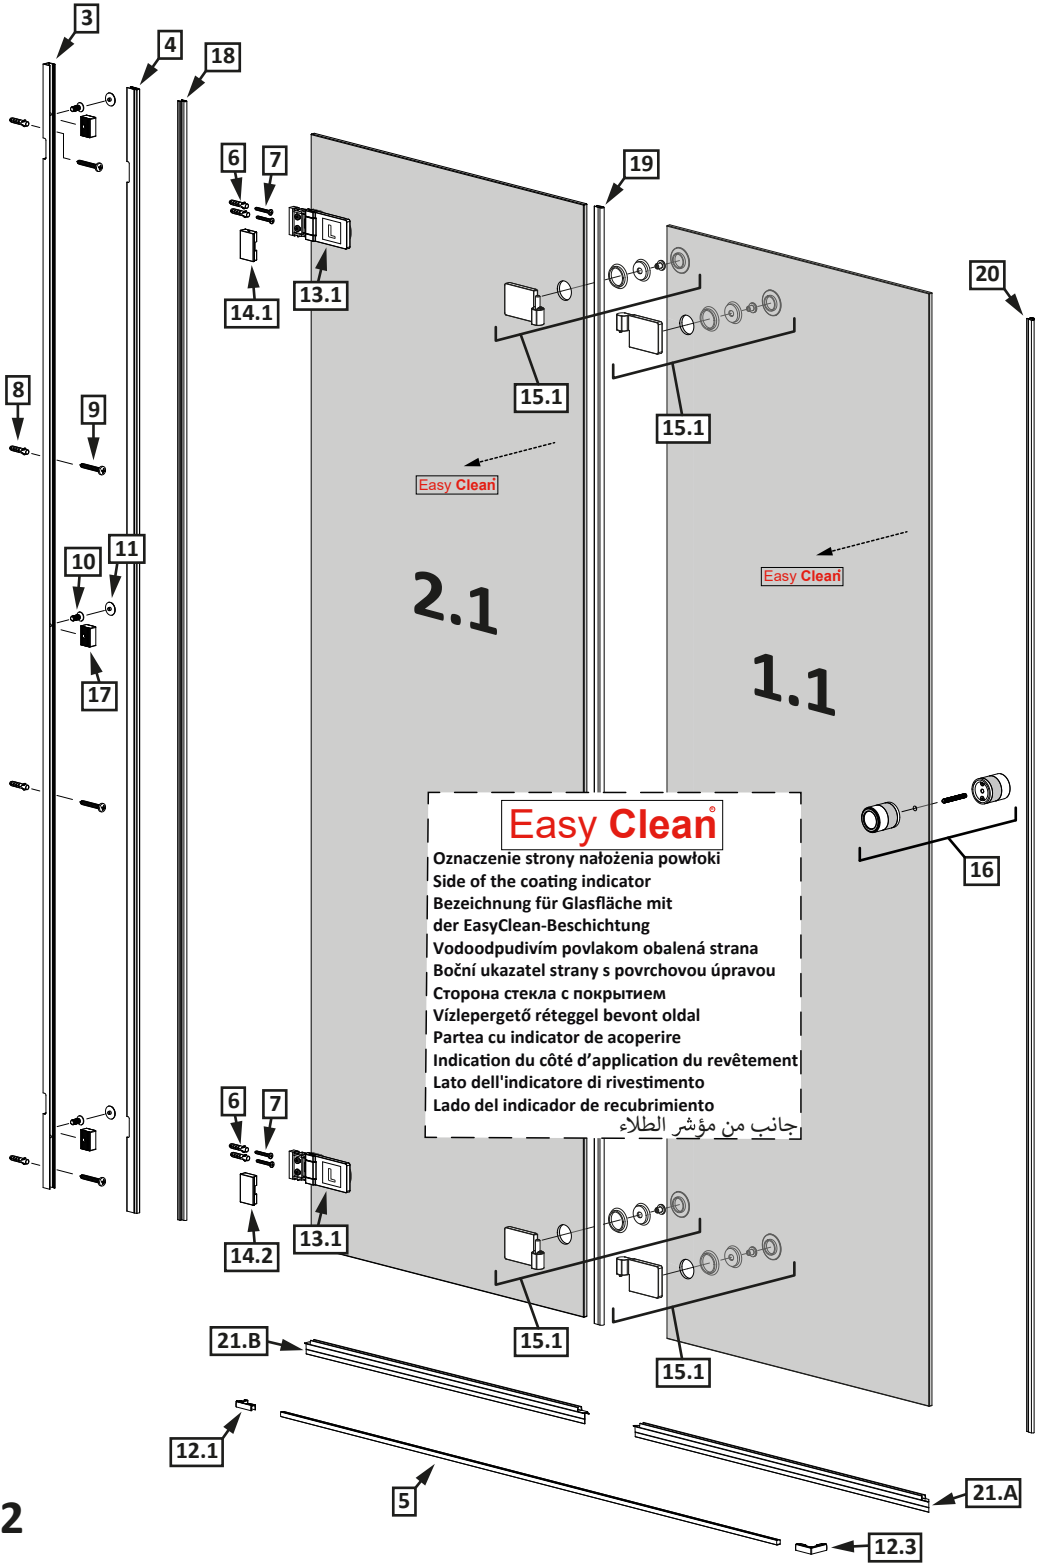 3
4
18
6
7
19
20
14.1
13.1
8
9
15.1
15.1
Easy Clean
Easy Clean
10
11
2.1
1.1
17
Easy Clean®
Oznaczenie strony nałożenia powłoki
Side of the coating indicator
Bezeichnung für Glasfläche mit
der EasyClean-Beschichtung
Vodoodpudivím povlakom obalená strana
Boční ukazatel strany s povrchovou úpravou
Сторона стекла с покрытием
Vízlepergető réteggel bevont oldal
Partea cu indicator de acoperire
Indication du côté d'application du revêtement
Lato dell'indicatore di rivestimento
Lado del indicador de recubrimiento
جانب من مؤشر الطلاء
16
6
7
L
L
14.2
13.1
15.1
15.1
21.B
12.1
5
21.A
12.3
2